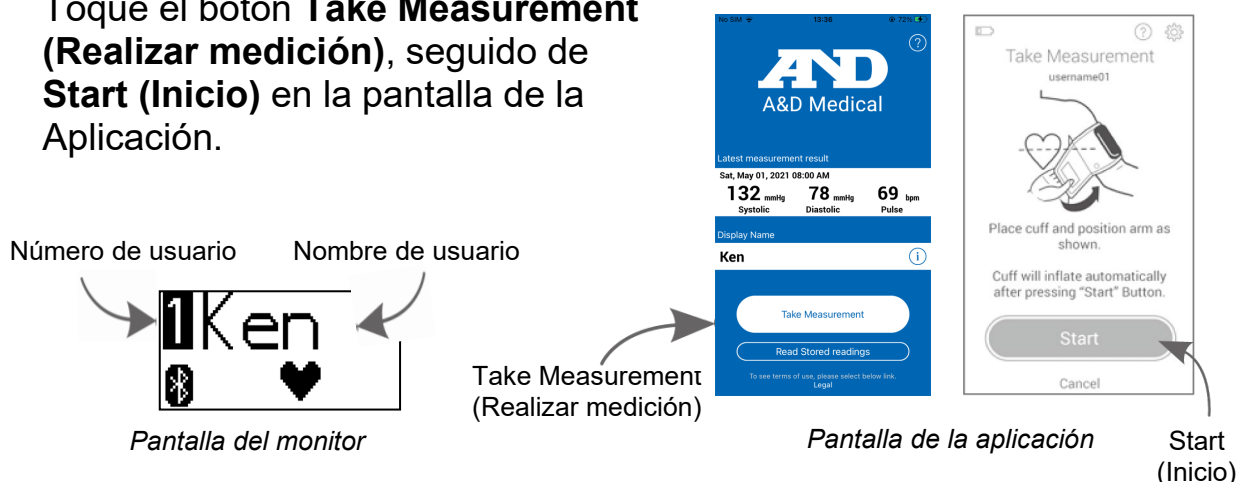 Toque el botón Take Measurement
(Realizar medición), seguido de
Start (Inicio) en la pantalla de la
Aplicación.
Número de usuario
Nombre de usuario
1Ken
Pantalla del monitor
Take Measurement
(Realizar medición)
No SIM
13:36
72%
?
AND
A&D Medical
Latest measurement result
Sat, May 01, 2021 08:00 AM
132 mmHg 78 mmHg 69 bpm
Systolic Diastolic Pulse
Display Name
Ken
i
Take Measurement
Read Stored readings
To see terms of use, please select below link.
Legal
?
Take Measurement
username01
Place cuff and position arm as
shown.
Cuff will inflate automatically
after pressing “Start” Button.
Start
Cancel
Pantalla de la aplicación
Start
(Inicio)